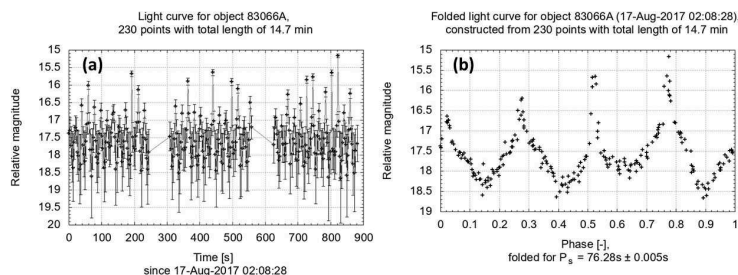 Light curve for object 83066A,
230 points with total length of 14.7 min
(a)
Relative magnitude
15
15.5
16
16.5
17
17.5
18
18.5
19
19.5
20
0 100 200 300 400 500 600 700 800 900
Time [s]
since 17-Aug-2017 02:08:28
Folded light curve for object 83066A (17-Aug-2017 02:08:28),
constructed from 230 points with total length of 14.7 min
(b)
Relative magnitude
15
15.5
16
16.5
17
17.5
18
18.5
19
0 0.1 0.2 0.3 0.4 0.5 0.6 0.7 0.8 0.9 1
Phase [-],
folded for Ps = 76.28s ± 0.005s